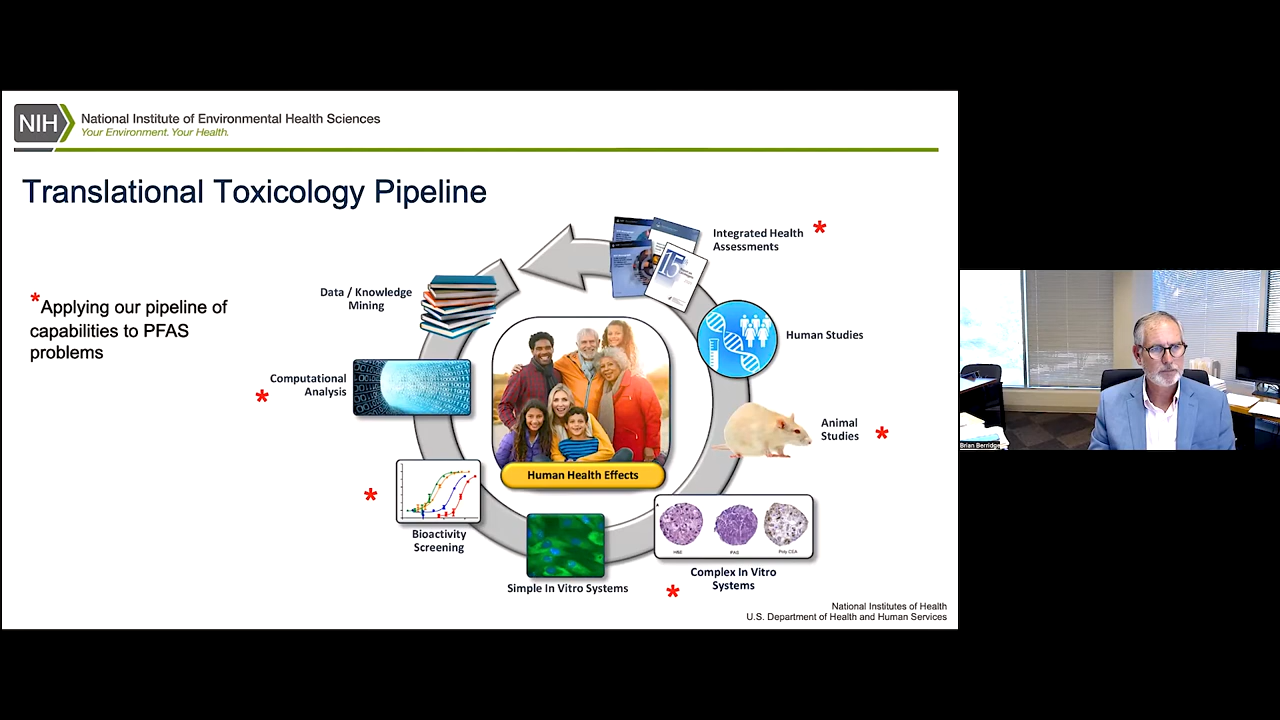 NIH
National Institute of Environmental Health Sciences
Your Environment. Your Health.
Translational Toxicology Pipeline
*Applying our pipeline of
capabilities to PFAS
problems
Integrated Health
Assessments *
15
Human Studies
Animal
Studies *
Complex In Vitro
Systems
*
H&E
Simple In Vitro Systems
*
Bioactivity
Screening
Computational
Analysis
*
Data / Knowledge
Mining
Human Health Effects
National Institutes of Health
U.S. Department of Health and Human Services
Brian Berridge